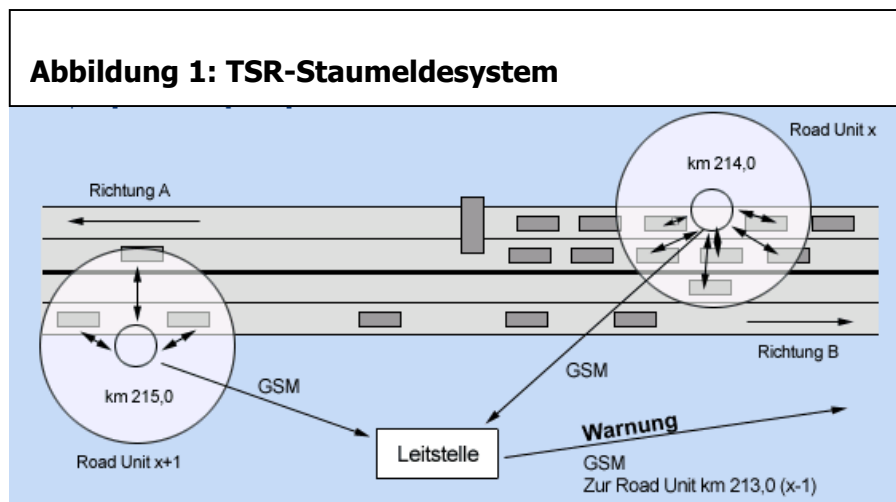 Abbildung 1: TSR-Staumeldesystem
Road Unit x
km 214,0
Richtung A
Richtung B
GSM
GSM
km 215,0
Warnung
Leitstelle
GSM
Road Unit x+1
Zur Road Unit km 213,0 (x-1)